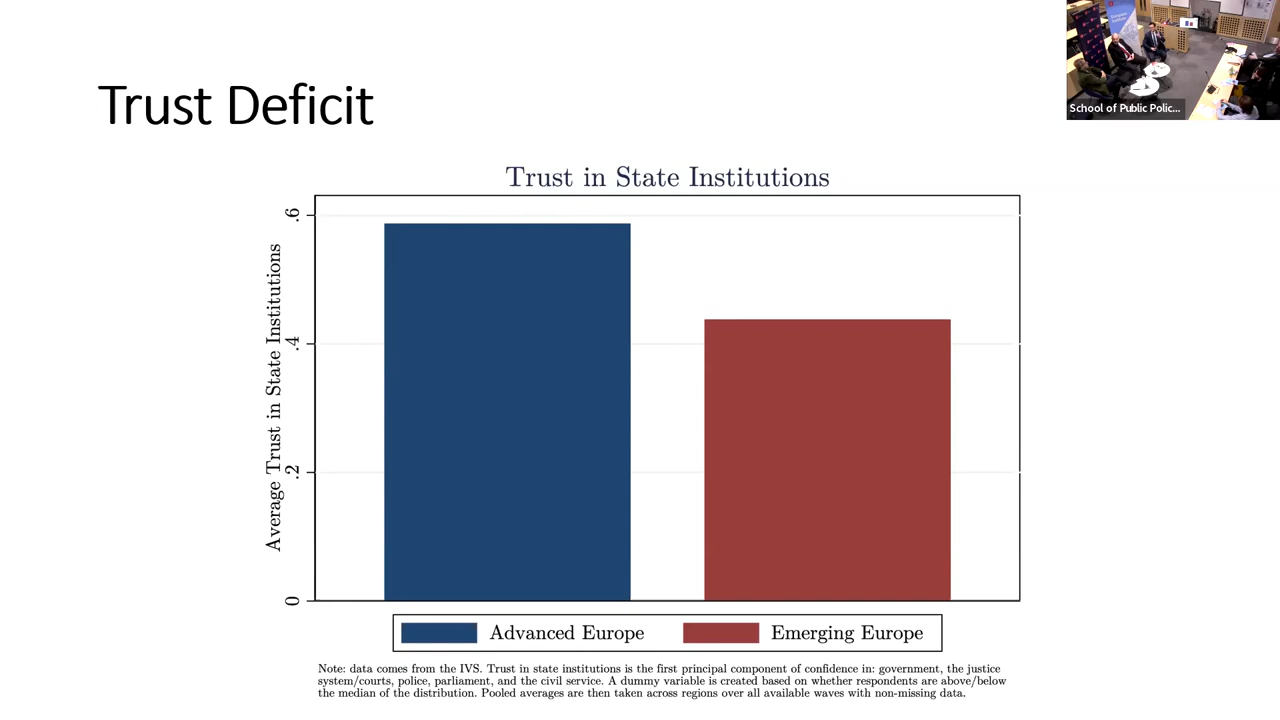 School of Public Polic...
Trust Deficit
Trust in State Institutions
Average Trust in State Institutions
.6
.4
.2
0
Advanced Europe
Emerging Europe
Note: data comes from the IVS. Trust in state institutions is the first principal component of confidence in: government, the justice
system/courts, police, parliament, and the civil service. A dummy variable is created based on whether respondents are above/below
the median of the distribution. Pooled averages are then taken across regions over all available waves with non-missing data.